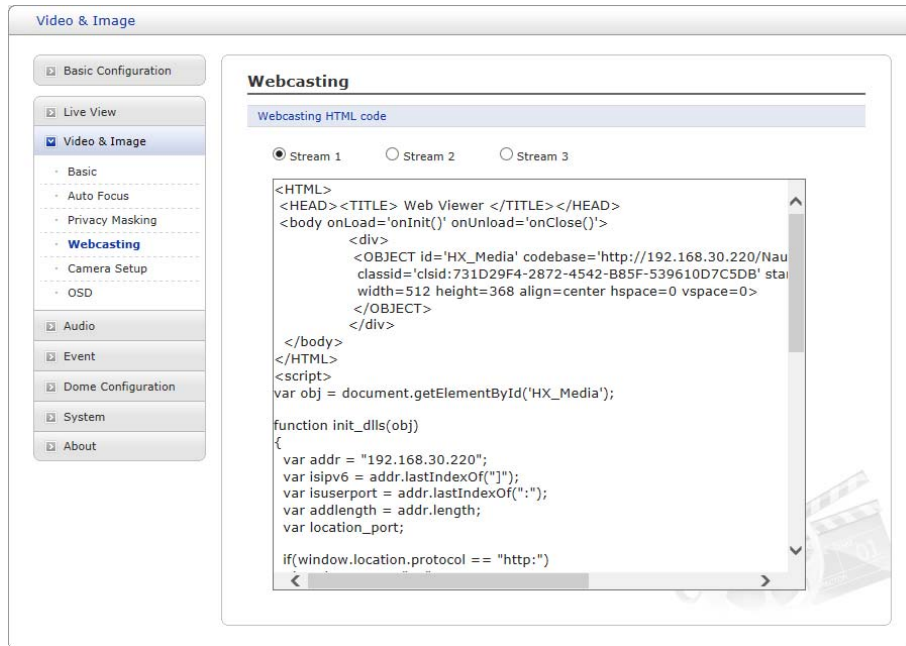 Video & Image
Basic Configuration
Live View
Video & Image
Basic
Auto Focus
Privacy Masking
Webcasting
Camera Setup
OSD
Audio
Event
Dome Configuration
System
About
Webcasting
Webcasting HTML code
Stream 1 Stream 2 Stream 3
<HTML>
<HEAD><TITLE> Web Viewer </TITLE></HEAD>
<body onLoad='onInit()' onUnload='onClose()'>
<div>
<OBJECT id='HX_Media' codebase='http://192.168.30.220/Nau
classid='clsid:731D29F4-2872-4542-B85F-539610D7C5DB' sta
width=512 height=368 align=center hspace=0 vspace=0>
</OBJECT>
</div>
</body>
</HTML>
<script>
var obj = document.getElementById('HX_Media');
function init_dlls(obj)
{
var addr = "192.168.30.220";
var isipv6 = addr.lastIndexOf("]");
var isuserport = addr.lastIndexOf(":");
var addlength = addr.length;
var location_port;
if(window.location.protocol == "http:")